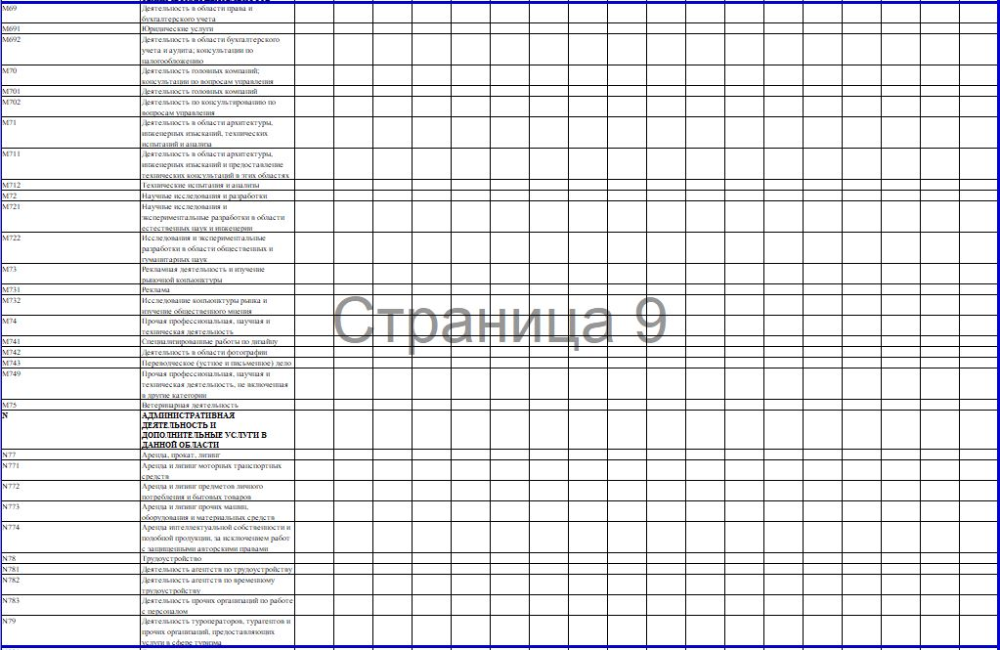 M69 Деятельность в области права и
бухгалтерского учета
M691 Юридические услуги
M692 Деятельность в области бухгалтерского
учета и аудита; консультации по
налогообложению
M70 Деятельность головных компаний;
консультации по вопросам управления
M701 Деятельность головных компаний
M702 Деятельность по консультированию по
вопросам управления
M71 Деятельность в области архитектуры,
инженерных изысканий, технических
испытаний и анализа
M711 Деятельность в области архитектуры,
инженерных изысканий и предоставление
технических консультаций в этих областях
M712 Технические испытания и анализы
M72 Научные исследования и разработки
M721 Научные исследования и
экспериментальные разработки в области
естественных наук и инженерии
M722 Исследования и экспериментальные
разработки в области общественных и
гуманитарных наук
M73 Рекламная деятельность и изучение
рыночной конъюнктуры
M731 Реклама
M732 Исследование конъюнктуры рынка и
изучение общественного мнения
M74 Прочая профессиональная, научная и
техническая деятельность
M741 Специализированные работы по дизайну
M742 Деятельность в области фотографии
M743 Переводческое (устное и письменное) дело
M749 Прочая профессиональная, научная и
техническая деятельность, не включенная
в другие категории
M75 Ветеринарная деятельность
N АДМИНИСТРАТИВНАЯ
ДЕЯТЕЛЬНОСТЬ И
ДОПОЛНИТЕЛЬНЫЕ УСЛУГИ В
ДАННОЙ ОБЛАСТИ
N77 Аренда, прокат, лизинг
N771 Аренда и лизинг моторных транспортных
средств
N772 Аренда и лизинг предметов личного
потребления и бытовых товаров
N773 Аренда и лизинг прочих машин,
оборудования и материальных средств
N774 Аренда интеллектуальной собственности и
подобной продукции, за исключением работ
с защищенными авторскими правами
N78 Трудоустройство
N781 Деятельность агентств по трудоустройству
N782 Деятельность агентств по временному
трудоустройству
N783 Деятельность прочих организаций по работе
с персоналом
N79 Деятельность туроператоров, турагентов и
прочих организаций, предоставляющих
услуги в сфере туризма
Страница 9